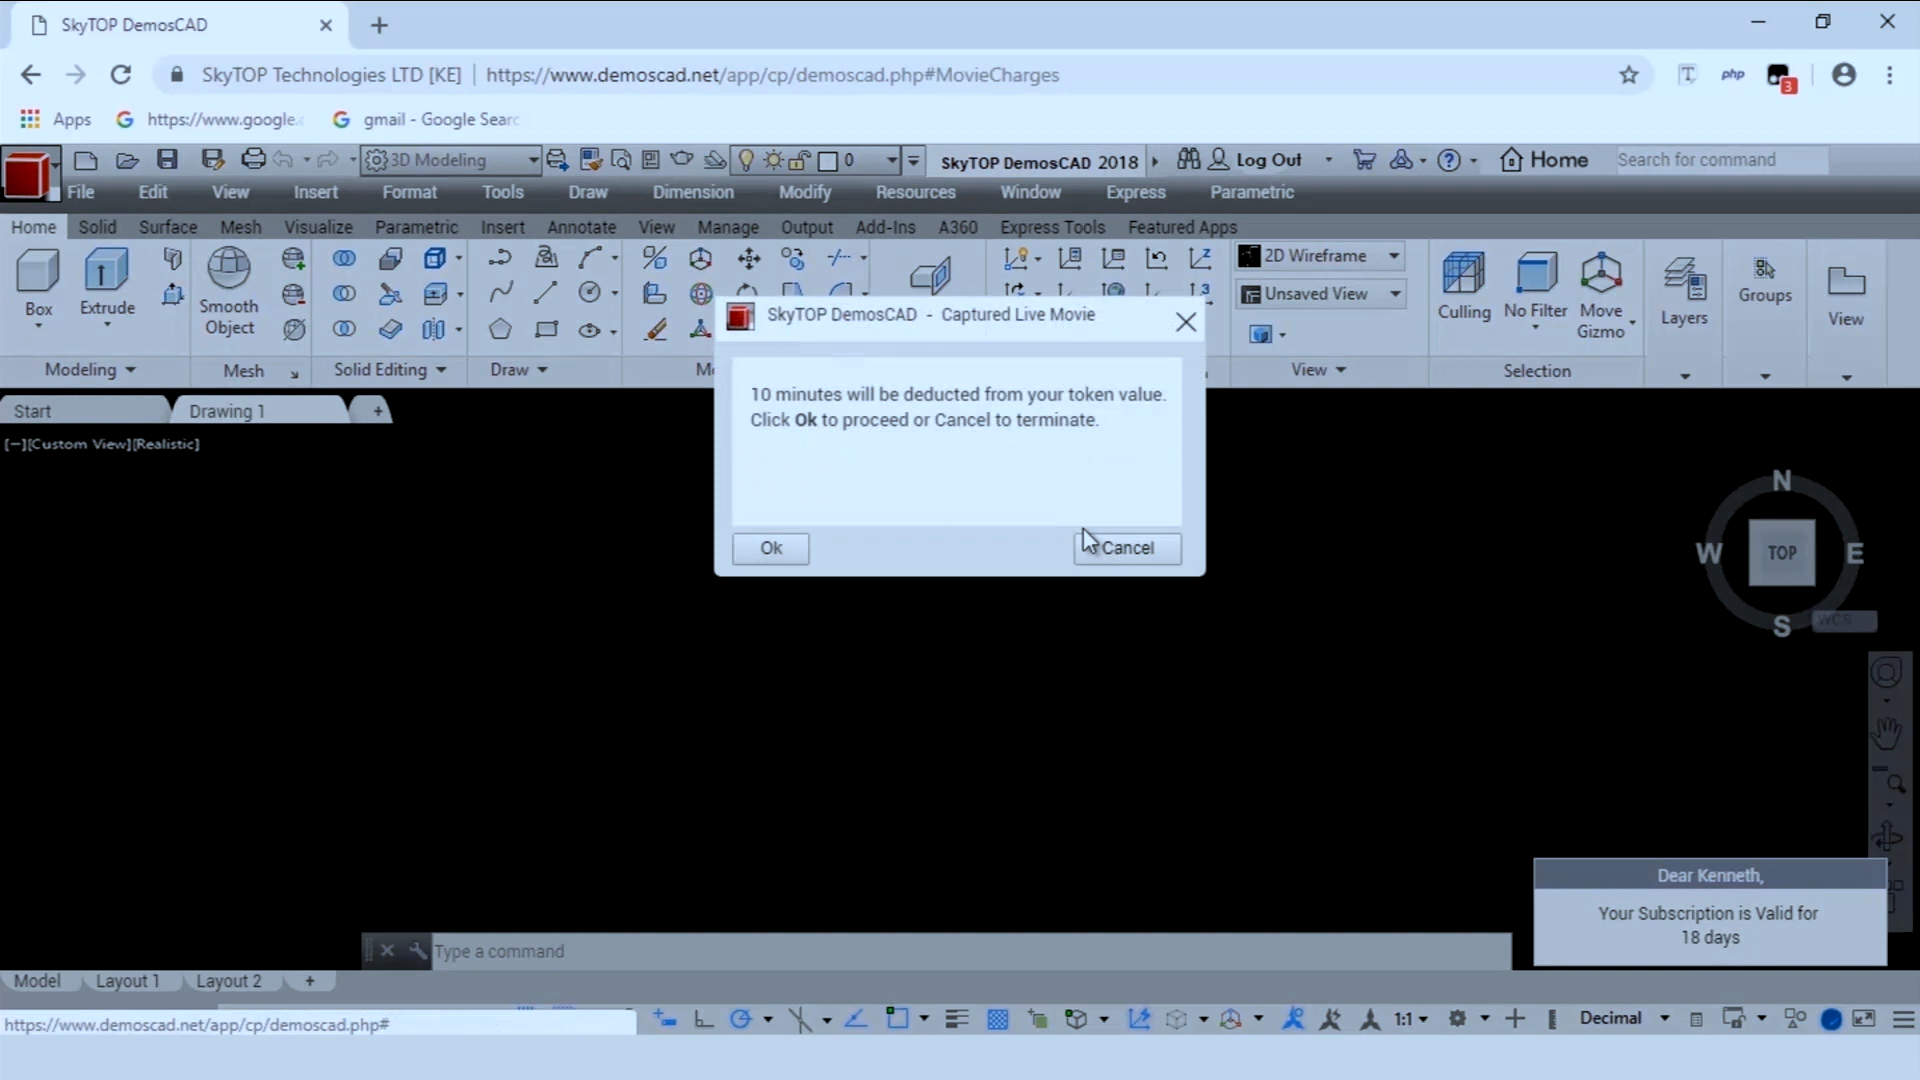 SkyTOP DemosCAD
SkyTOP Technologies LTD [KE] https://www.demoscad.net/app/cp/demoscad.php#MovieCharges
php
3
Apps https://www.google. gmail - Google Sear
3D Modeling
0
SkyTOP DemosCAD 2018
Log Out
Home
Search for command
File Edit View Insert Format Tools Draw Dimension Modify Resources Window Express Parametric
Home Solid Surface Mesh Visualize Parametric Insert Annotate View Manage Output Add-Ins A360 Express Tools Featured Apps
Box
Extrude
Smooth Object
2D Wireframe
Unsaved View
Culling
No Filter
Move Gizmo
Layers
Groups
View
Modeling Mesh Solid Editing Draw View Selection
SkyTOP DemosCAD - Captured Live Movie
10 minutes will be deducted from your token value.
Click Ok to proceed or Cancel to terminate.
Ok Cancel
Start Drawing 1 +
[−][Custom View][Realistic]
N
W TOP E
S
WCS
Dear Kenneth,
Your Subscription is Valid for
18 days
Type a command
Model Layout 1 Layout 2 +
https://www.demoscad.net/app/cp/demoscad.php#
1:1
Decimal